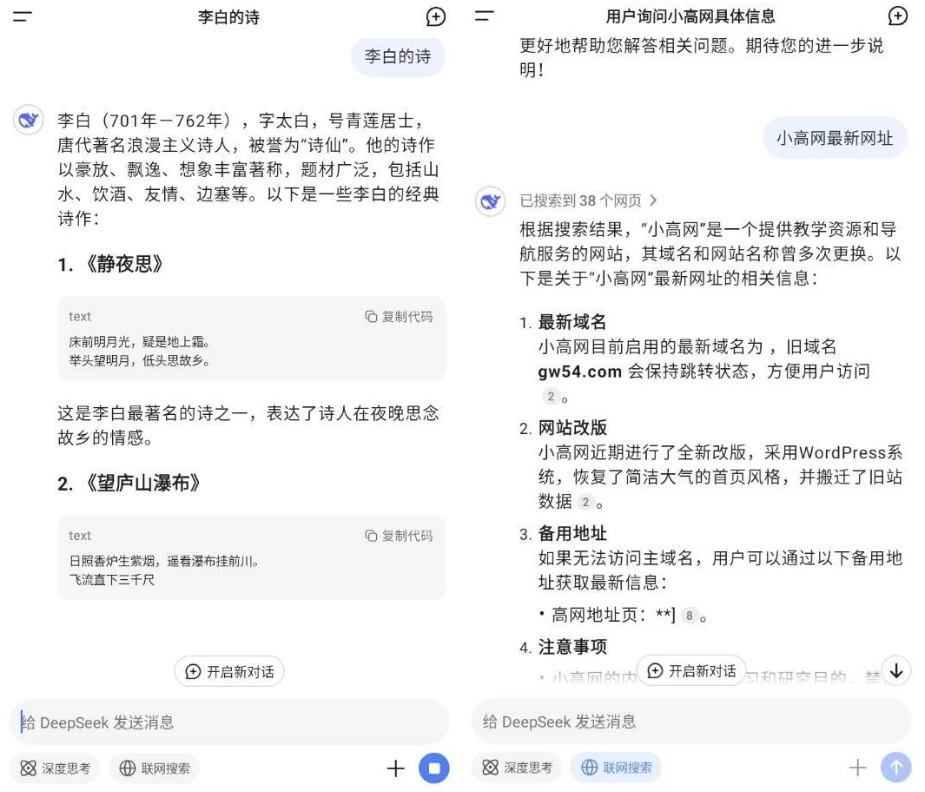 李白的诗
李白的诗
李白（701年－762年），字太白，号青莲居士，
唐代著名浪漫主义诗人，被誉为“诗仙”。他的诗作
以豪放、飘逸、想象丰富著称，题材广泛，包括山
水、饮酒、友情、边塞等。以下是一些李白的经典
诗作：
1. 《静夜思》
text 复制代码
床前明月光，疑是地上霜。
举头望明月，低头思故乡。
这是李白最著名的诗之一，表达了诗人在夜晚思念
故乡的情感。
2. 《望庐山瀑布》
text 复制代码
日照香炉生紫烟，遥看瀑布挂前川。
飞流直下三千尺
开启新对话
给 DeepSeek 发送消息
深度思考 联网搜索
用户询问小高网具体信息
更好地帮助您解答相关问题。期待您的进一步说
明！
小高网最新网址
已搜索到 38 个网页
根据搜索结果，“小高网”是一个提供教学资源和导
航服务的网站，其域名和网站名称曾多次更换。以
下是关于“小高网”最新网址的相关信息：
1. 最新域名
小高网目前启用的最新域名为 ，旧域名
gw54.com 会保持跳转状态，方便用户访问
2 。
2. 网站改版
小高网近期进行了全新改版，采用WordPress系
统，恢复了简洁大气的首页风格，并搬迁了旧站
数据 2 。
3. 备用地址
如果无法访问主域名，用户可以通过以下备用地
址获取最新信息：
• 高网地址页：**] 8 。
4. 注意事项
• 小高网的内 习和研究目的，禁
开启新对话
给 DeepSeek 发送消息
深度思考 联网搜索